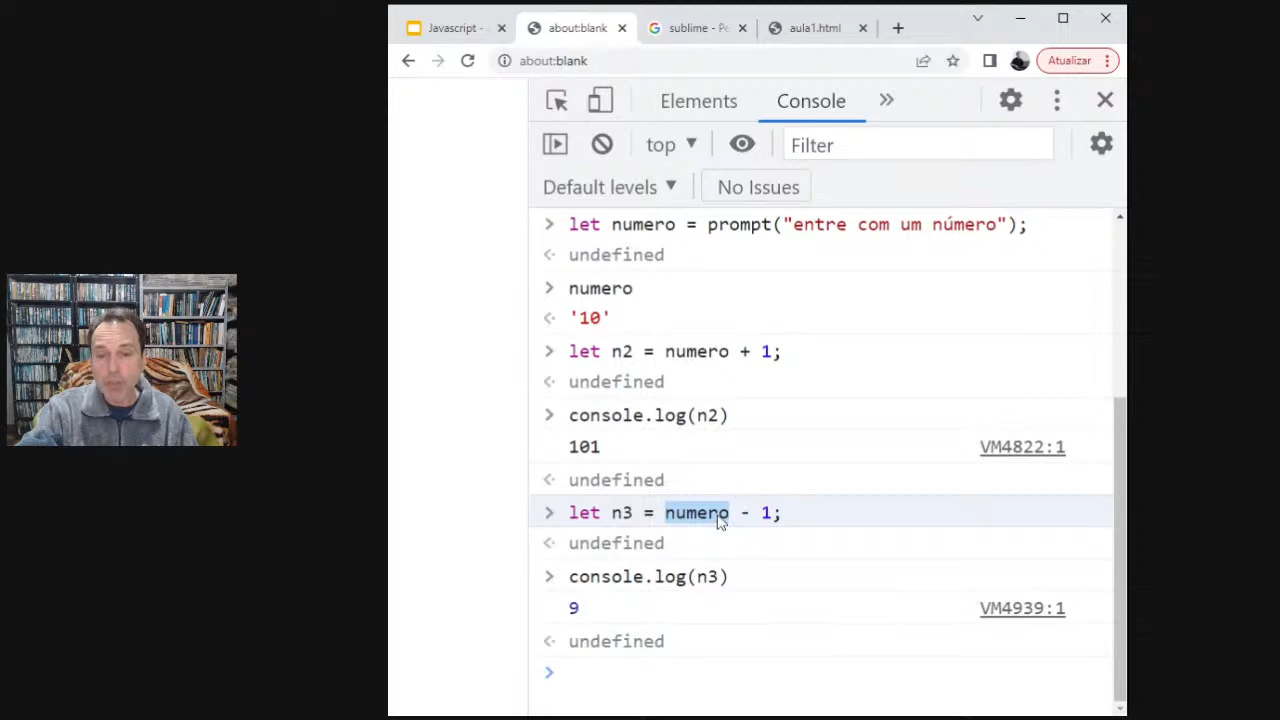 Javascript -
about:blank
sublime - Pe
aula1.html
about:blank
Atualizar
Elements
Console
top
Filter
Default levels
No Issues
let numero = prompt("entre com um número");
undefined
numero
'10'
let n2 = numero + 1;
undefined
console.log(n2)
101 VM4822:1
undefined
let n3 = numero - 1;
undefined
console.log(n3)
9 VM4939:1
undefined